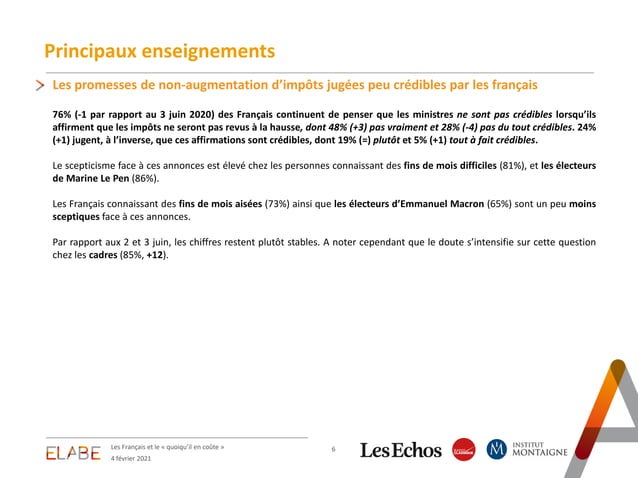 Principaux enseignements
Les promesses de non-augmentation d’impôts jugées peu crédibles par les français
76% (-1 par rapport au 3 juin 2020) des Français continuent de penser que les ministres ne sont pas crédibles lorsqu’ils
affirment que les impôts ne seront pas revus à la hausse, dont 48% (+3) pas vraiment et 28% (-4) pas du tout crédibles. 24%
(+1) jugent, à l’inverse, que ces affirmations sont crédibles, dont 19% (=) plutôt et 5% (+1) tout à fait crédibles.
Le scepticisme face à ces annonces est élevé chez les personnes connaissant des fins de mois difficiles (81%), et les électeurs
de Marine Le Pen (86%).
Les Français connaissant des fins de mois aisées (73%) ainsi que les électeurs d’Emmanuel Macron (65%) sont un peu moins
sceptiques face à ces annonces.
Par rapport aux 2 et 3 juin, les chiffres restent plutôt stables. A noter cependant que le doute s’intensifie sur cette question
chez les cadres (85%, +12).
ELABE
Les Français et le « quoiqu’il en coûte »
4 février 2021
6
Les Echos
RADIO CLASSIQUE
INSTITUT
MONTAIGNE